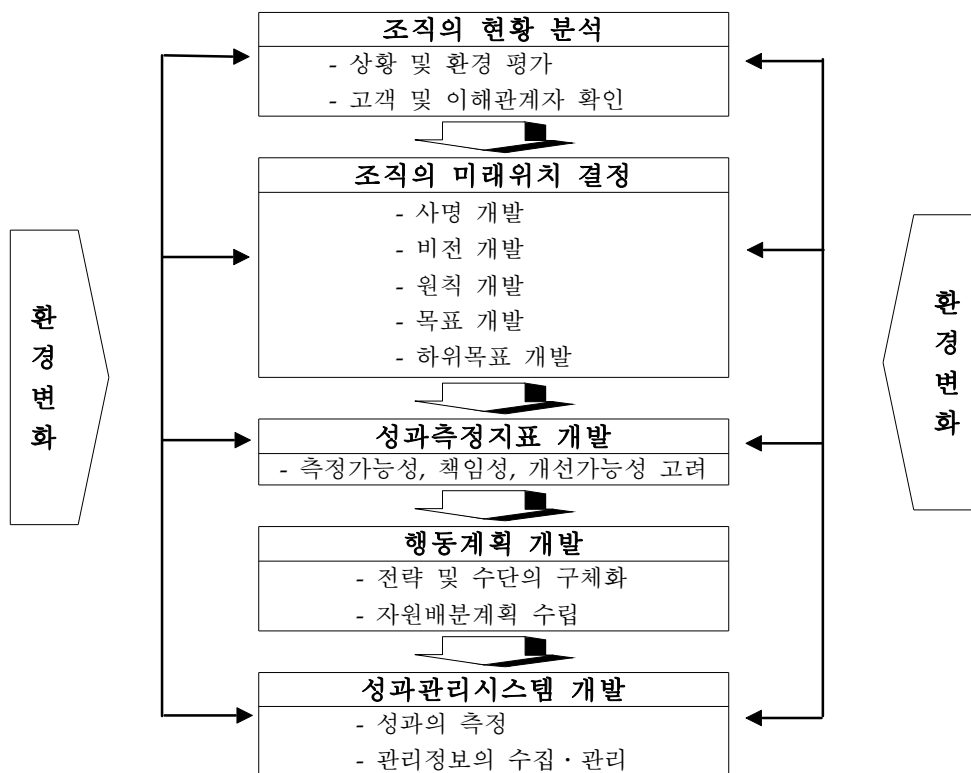 조직의 현황 분석
- 상황 및 환경 평가
- 고객 및 이해관계자 확인
조직의 미래위치 결정
- 사명 개발
- 비전 개발
- 원칙 개발
- 목표 개발
- 하위목표 개발
성과측정지표 개발
- 측정가능성, 책임성, 개선가능성 고려
행동계획 개발
- 전략 및 수단의 구체화
- 자원배분계획 수립
성과관리시스템 개발
- 성과의 측정
- 관리정보의 수집 · 관리
환
경
변
화
환
경
변
화